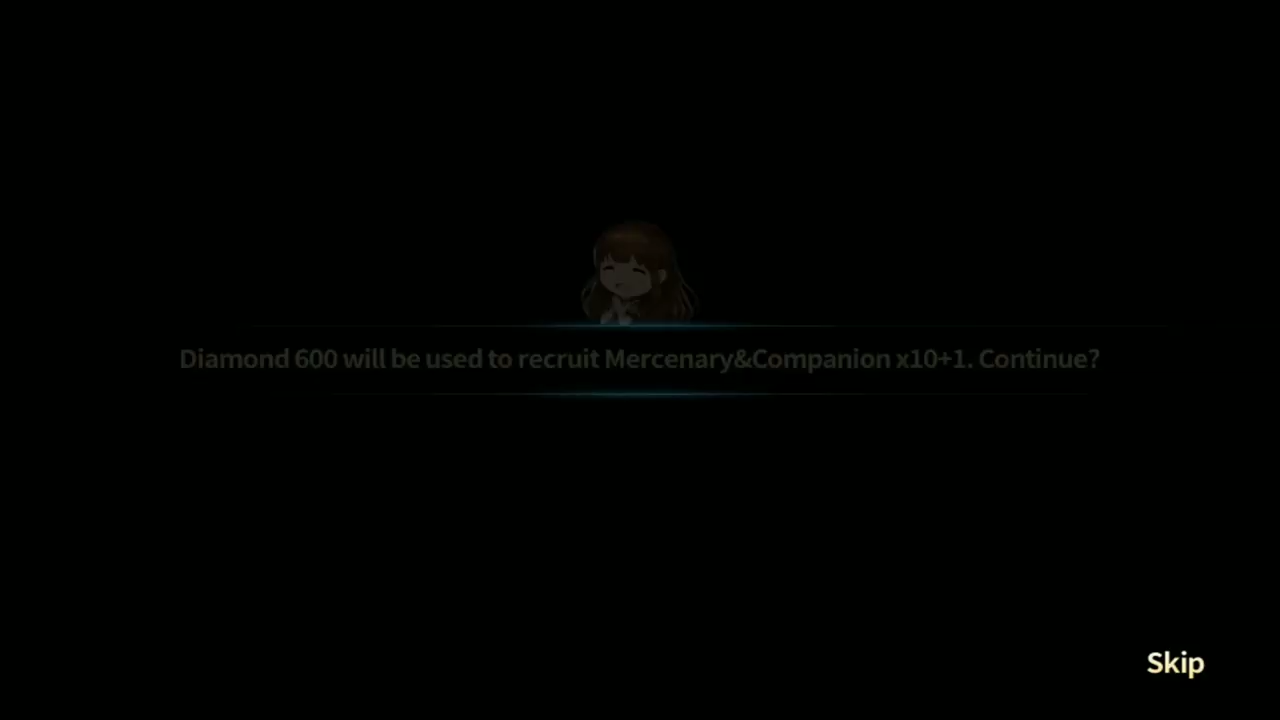 Diamond 600 will be used to recruit Mercenary&Companion x10+1. Continue?
Skip